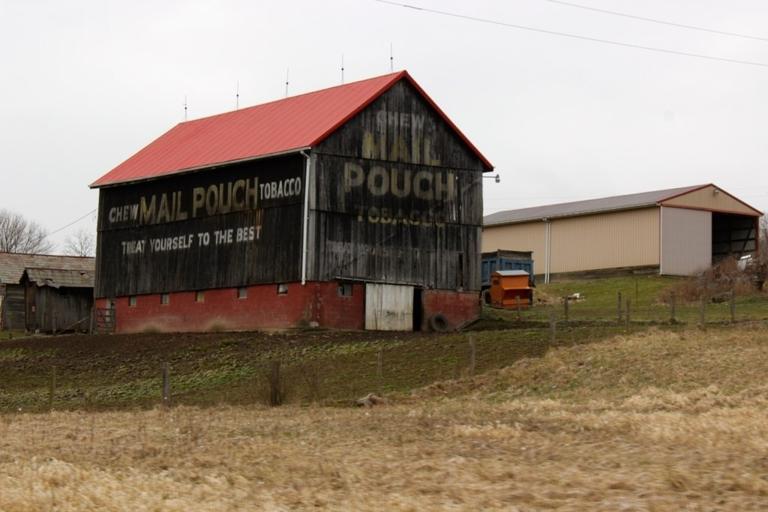 CHEW MAIL POUCH TOBACCO
TREAT YOURSELF TO THE BEST
CHEW
MAIL
POUCH
TOBACCO